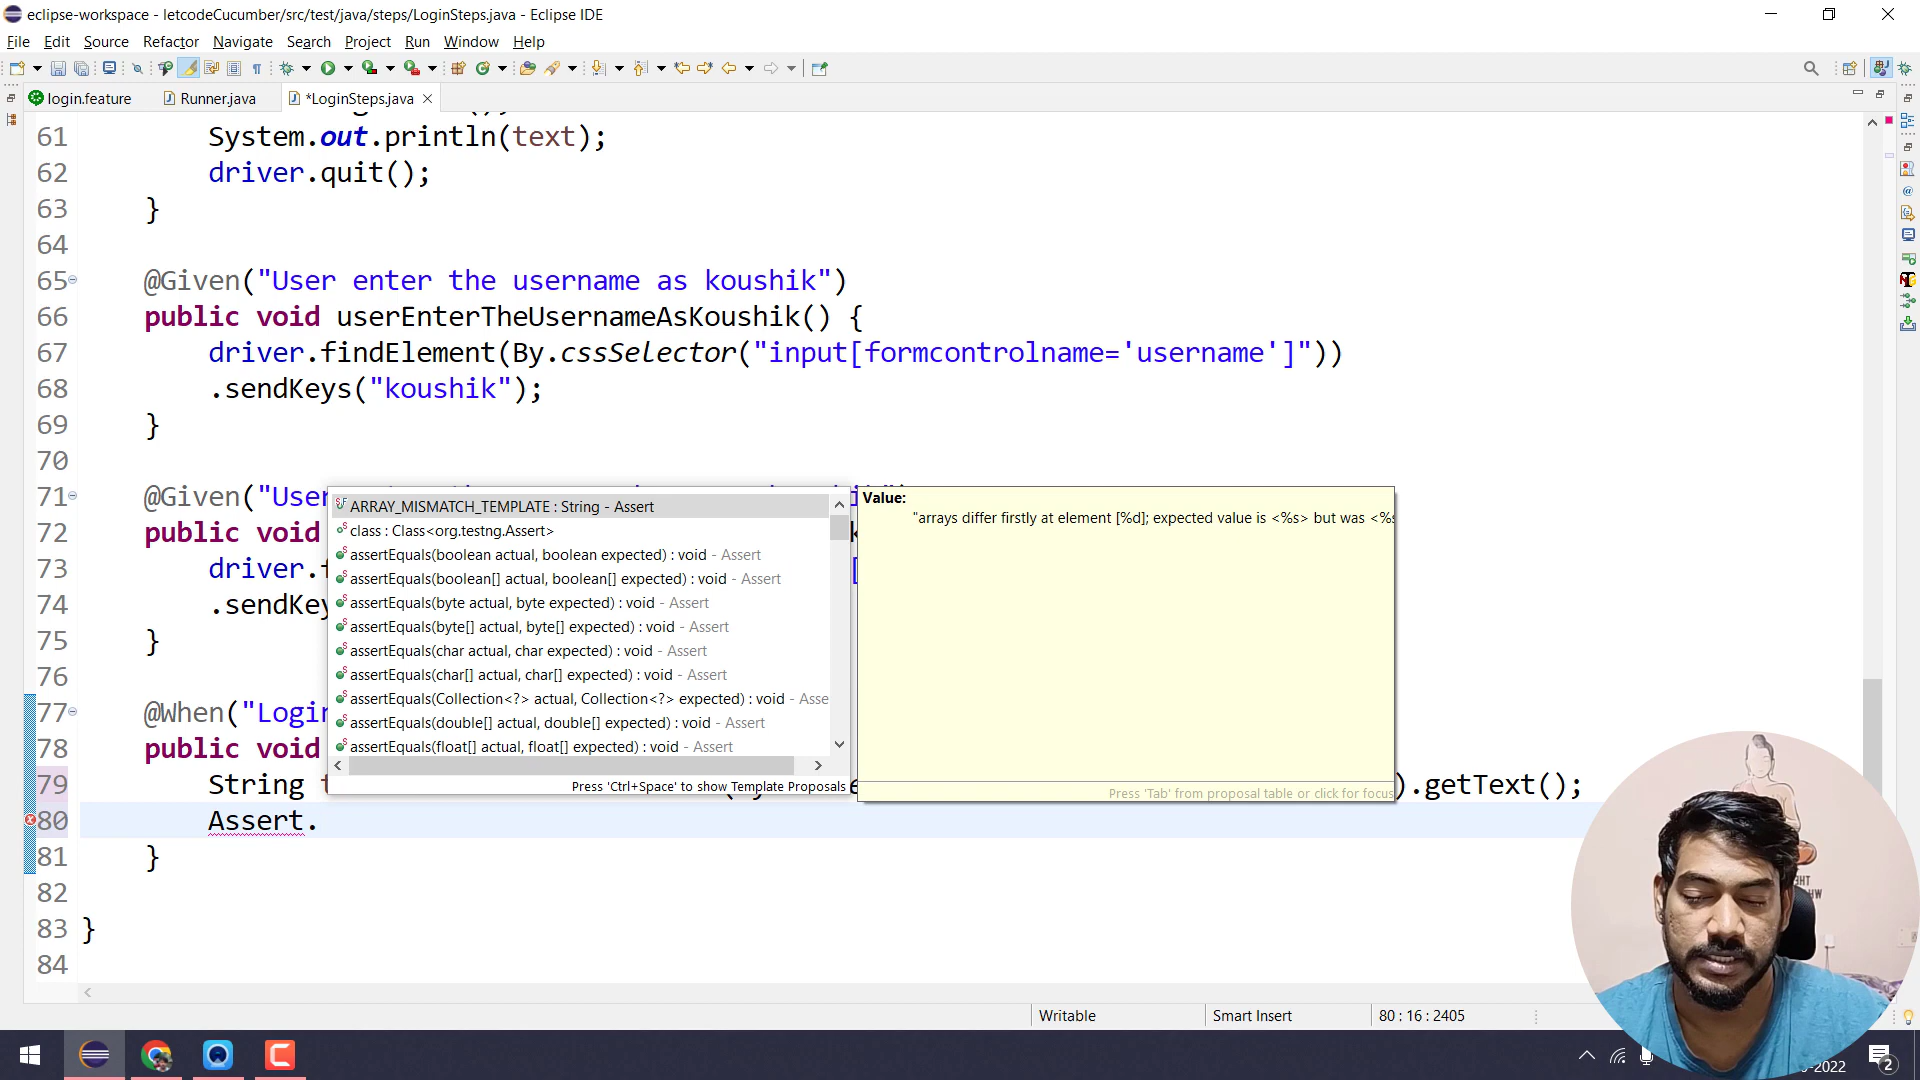 eclipse-workspace - letcodeCucumber/src/test/java/steps/LoginSteps.java - Eclipse IDE
File Edit Source Refactor Navigate Search Project Run Window Help
login.feature Runner.java *LoginSteps.java
61 System.out.println(text);
62 driver.quit();
63 }
64
65 @Given("User enter the username as koushik")
66 public void userEnterTheUsernameAsKoushik() {
67 driver.findElement(By.cssSelector("input[formcontrolname='username']"))
68 .sendKeys("koushik");
69 }
70
71 @Given("User
72 public void
73 driver.f
74 .sendKey
75 }
76
77 @When("Login
78 public void
79 String t ).getText();
80 Assert.
81 }
82
83 }
84
ARRAY_MISMATCH_TEMPLATE : String - Assert
class : Class<org.testng.Assert>
assertEquals(boolean actual, boolean expected) : void - Assert
assertEquals(boolean[] actual, boolean[] expected) : void - Assert
assertEquals(byte actual, byte expected) : void - Assert
assertEquals(byte[] actual, byte[] expected) : void - Assert
assertEquals(char actual, char expected) : void - Assert
assertEquals(char[] actual, char[] expected) : void - Assert
assertEquals(Collection<?> actual, Collection<?> expected) : void - Asse
assertEquals(double[] actual, double[] expected) : void - Assert
assertEquals(float[] actual, float[] expected) : void - Assert
Press 'Ctrl+Space' to show Template Proposals
Value:
"arrays differ firstly at element [%d]; expected value is <%s> but was <%s
Press 'Tab' from proposal table or click for focus
Writable Smart Insert 80 : 16 : 2405
-2022
2